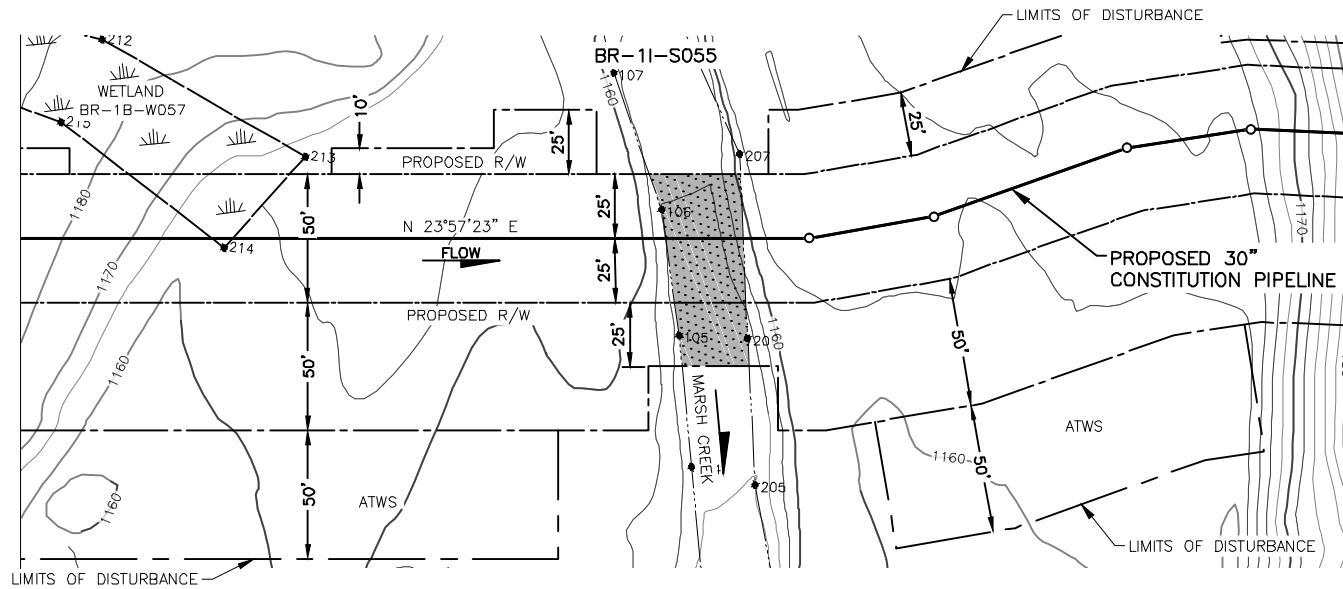 LIMITS OF DISTURBANCE
212
BR-1I-S055
107
1160
WETLAND
BR-1B-W057
10'
25'
25'
213
PROPOSED R/W
207
1180
50'
25'
106
1170
214
N 23°57'23" E
FLOW
25'
PROPOSED 30"
CONSTITUTION PIPELINE
1170
PROPOSED R/W
25'
105
1160
50'
50'
1160
MARSH CREEK
ATWS
1160
50'
50'
ATWS
205
1160
LIMITS OF DISTURBANCE
LIMITS OF DISTURBANCE